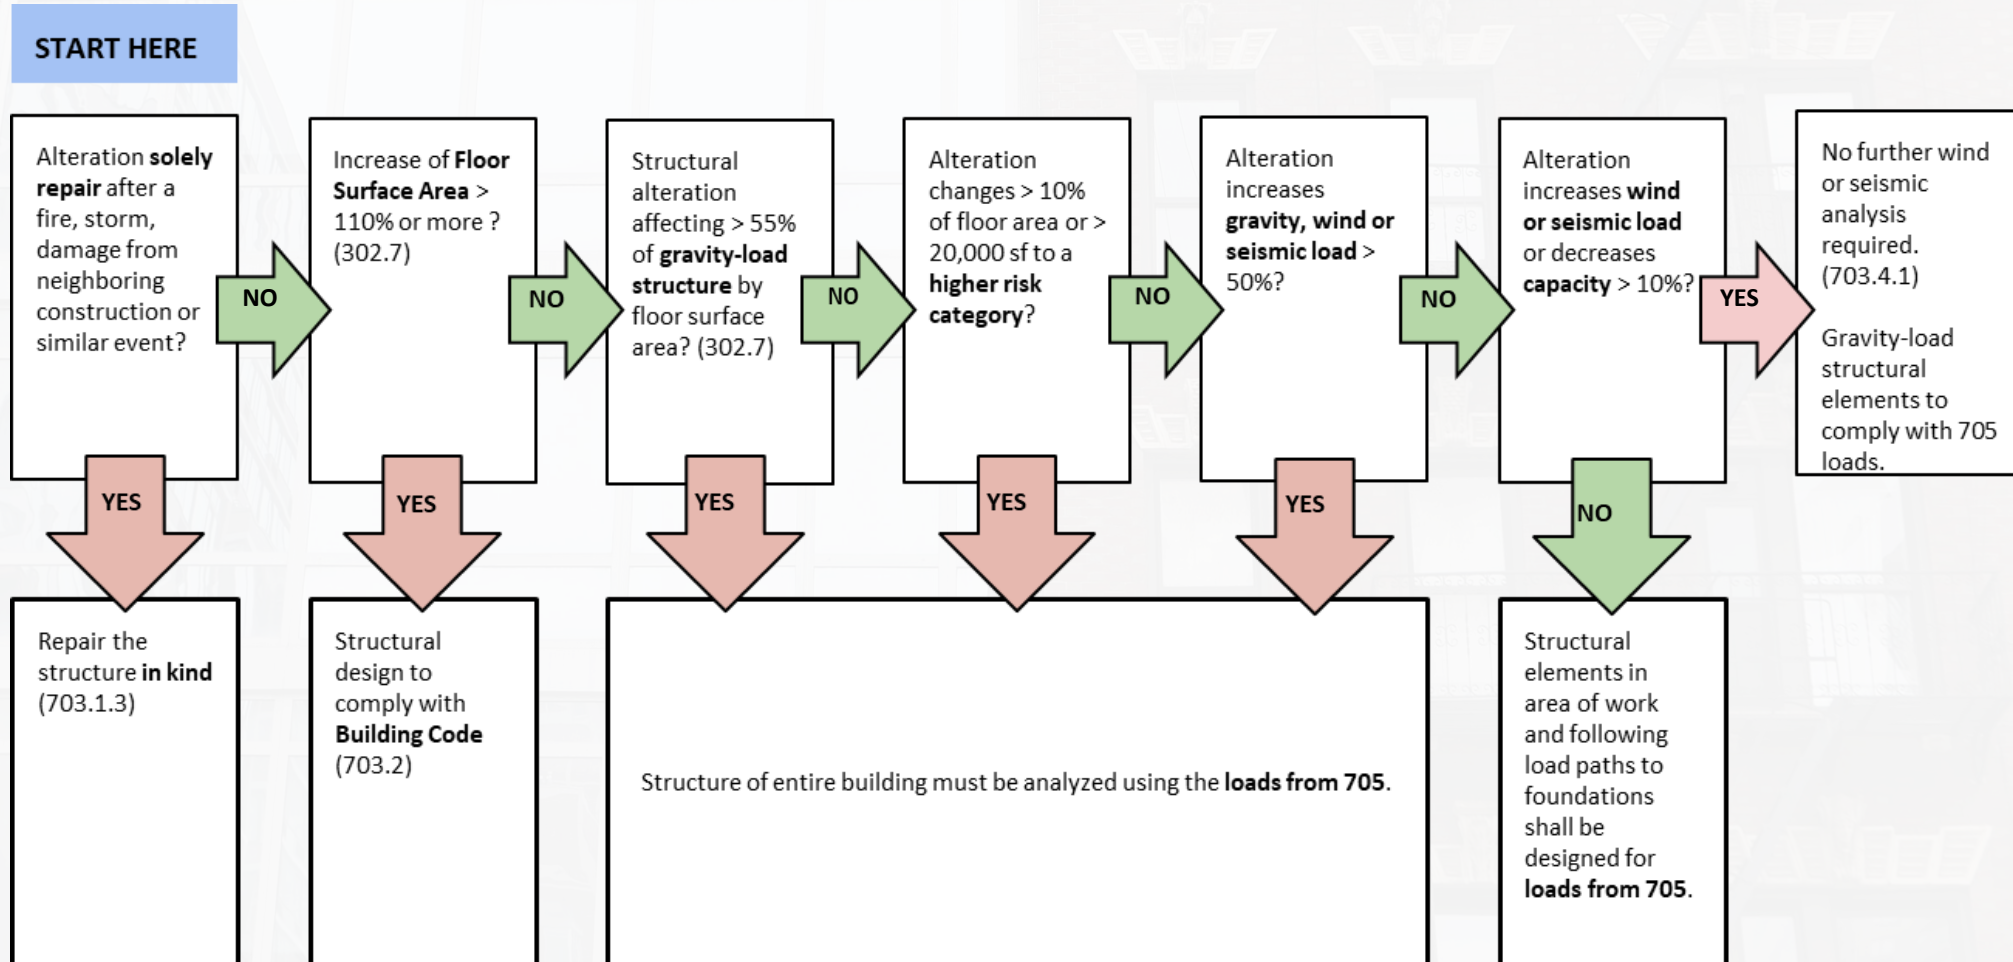 START HERE
Alteration solely
repair after a
fire, storm,
damage from
neighboring
construction or
similar event?
NO
Increase of Floor
Surface Area >
110% or more ?
(302.7)
NO
Structural
alteration
affecting > 55%
of gravity-load
structure by
floor surface
area? (302.7)
NO
Alteration
changes > 10%
of floor area or >
20,000 sf to a
higher risk
category?
NO
Alteration
increases
gravity, wind or
seismic load >
50%?
NO
Alteration
increases wind
or seismic load
or decreases
capacity > 10%?
YES
No further wind
or seismic
analysis
required.
(703.4.1)
Gravity-load
structural
elements to
comply with 705
loads.
YES
YES
YES
YES
YES
NO
Repair the
structure in kind
(703.1.3)
Structural
design to
comply with
Building Code
(703.2)
Structure of entire building must be analyzed using the loads from 705.
Structural
elements in
area of work
and following
load paths to
foundations
shall be
designed for
loads from 705.